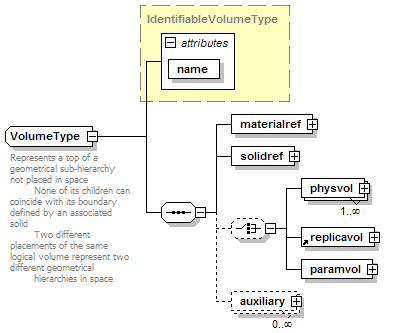 IdentifiableVolumeType
attributes
name
VolumeType
Represents a top of a
geometrical sub-hierarchy
not placed in space
None of its children can
coincide with its boundary
defined by an associated
solid
Two different
placements of the same
logical volume represent two
different geometrical
hierarchies in space
materialref
solidref
physvol
1..∞
replicavol
paramvol
auxiliary
0..∞